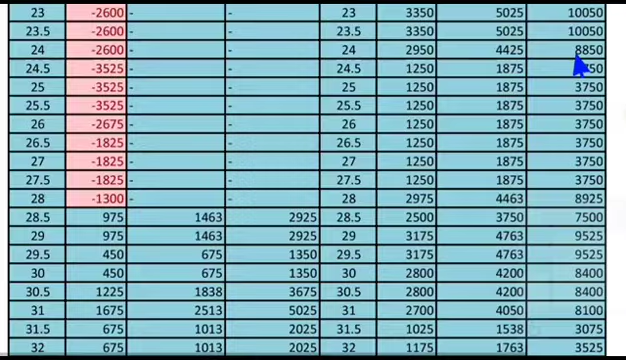 23 -2600 - - 23 3350 5025 10050
23.5 -2600 - - 23.5 3350 5025 10050
24 -2600 - - 24 2950 4425 8850
24.5 -3525 - - 24.5 1250 1875 50
25 -3525 - - 25 1250 1875 3750
25.5 -3525 - - 25.5 1250 1875 3750
26 -2675 - - 26 1250 1875 3750
26.5 -1825 - - 26.5 1250 1875 3750
27 -1825 - - 27 1250 1875 3750
27.5 -1825 - - 27.5 1250 1875 3750
28 -1300 - - 28 2975 4463 8925
28.5 975 1463 2925 28.5 2500 3750 7500
29 975 1463 2925 29 3175 4763 9525
29.5 450 675 1350 29.5 3175 4763 9525
30 450 675 1350 30 2800 4200 8400
30.5 1225 1838 3675 30.5 2800 4200 8400
31 1675 2513 5025 31 2700 4050 8100
31.5 675 1013 2025 31.5 1025 1538 3075
32 675 1013 2025 32 1175 1763 3525